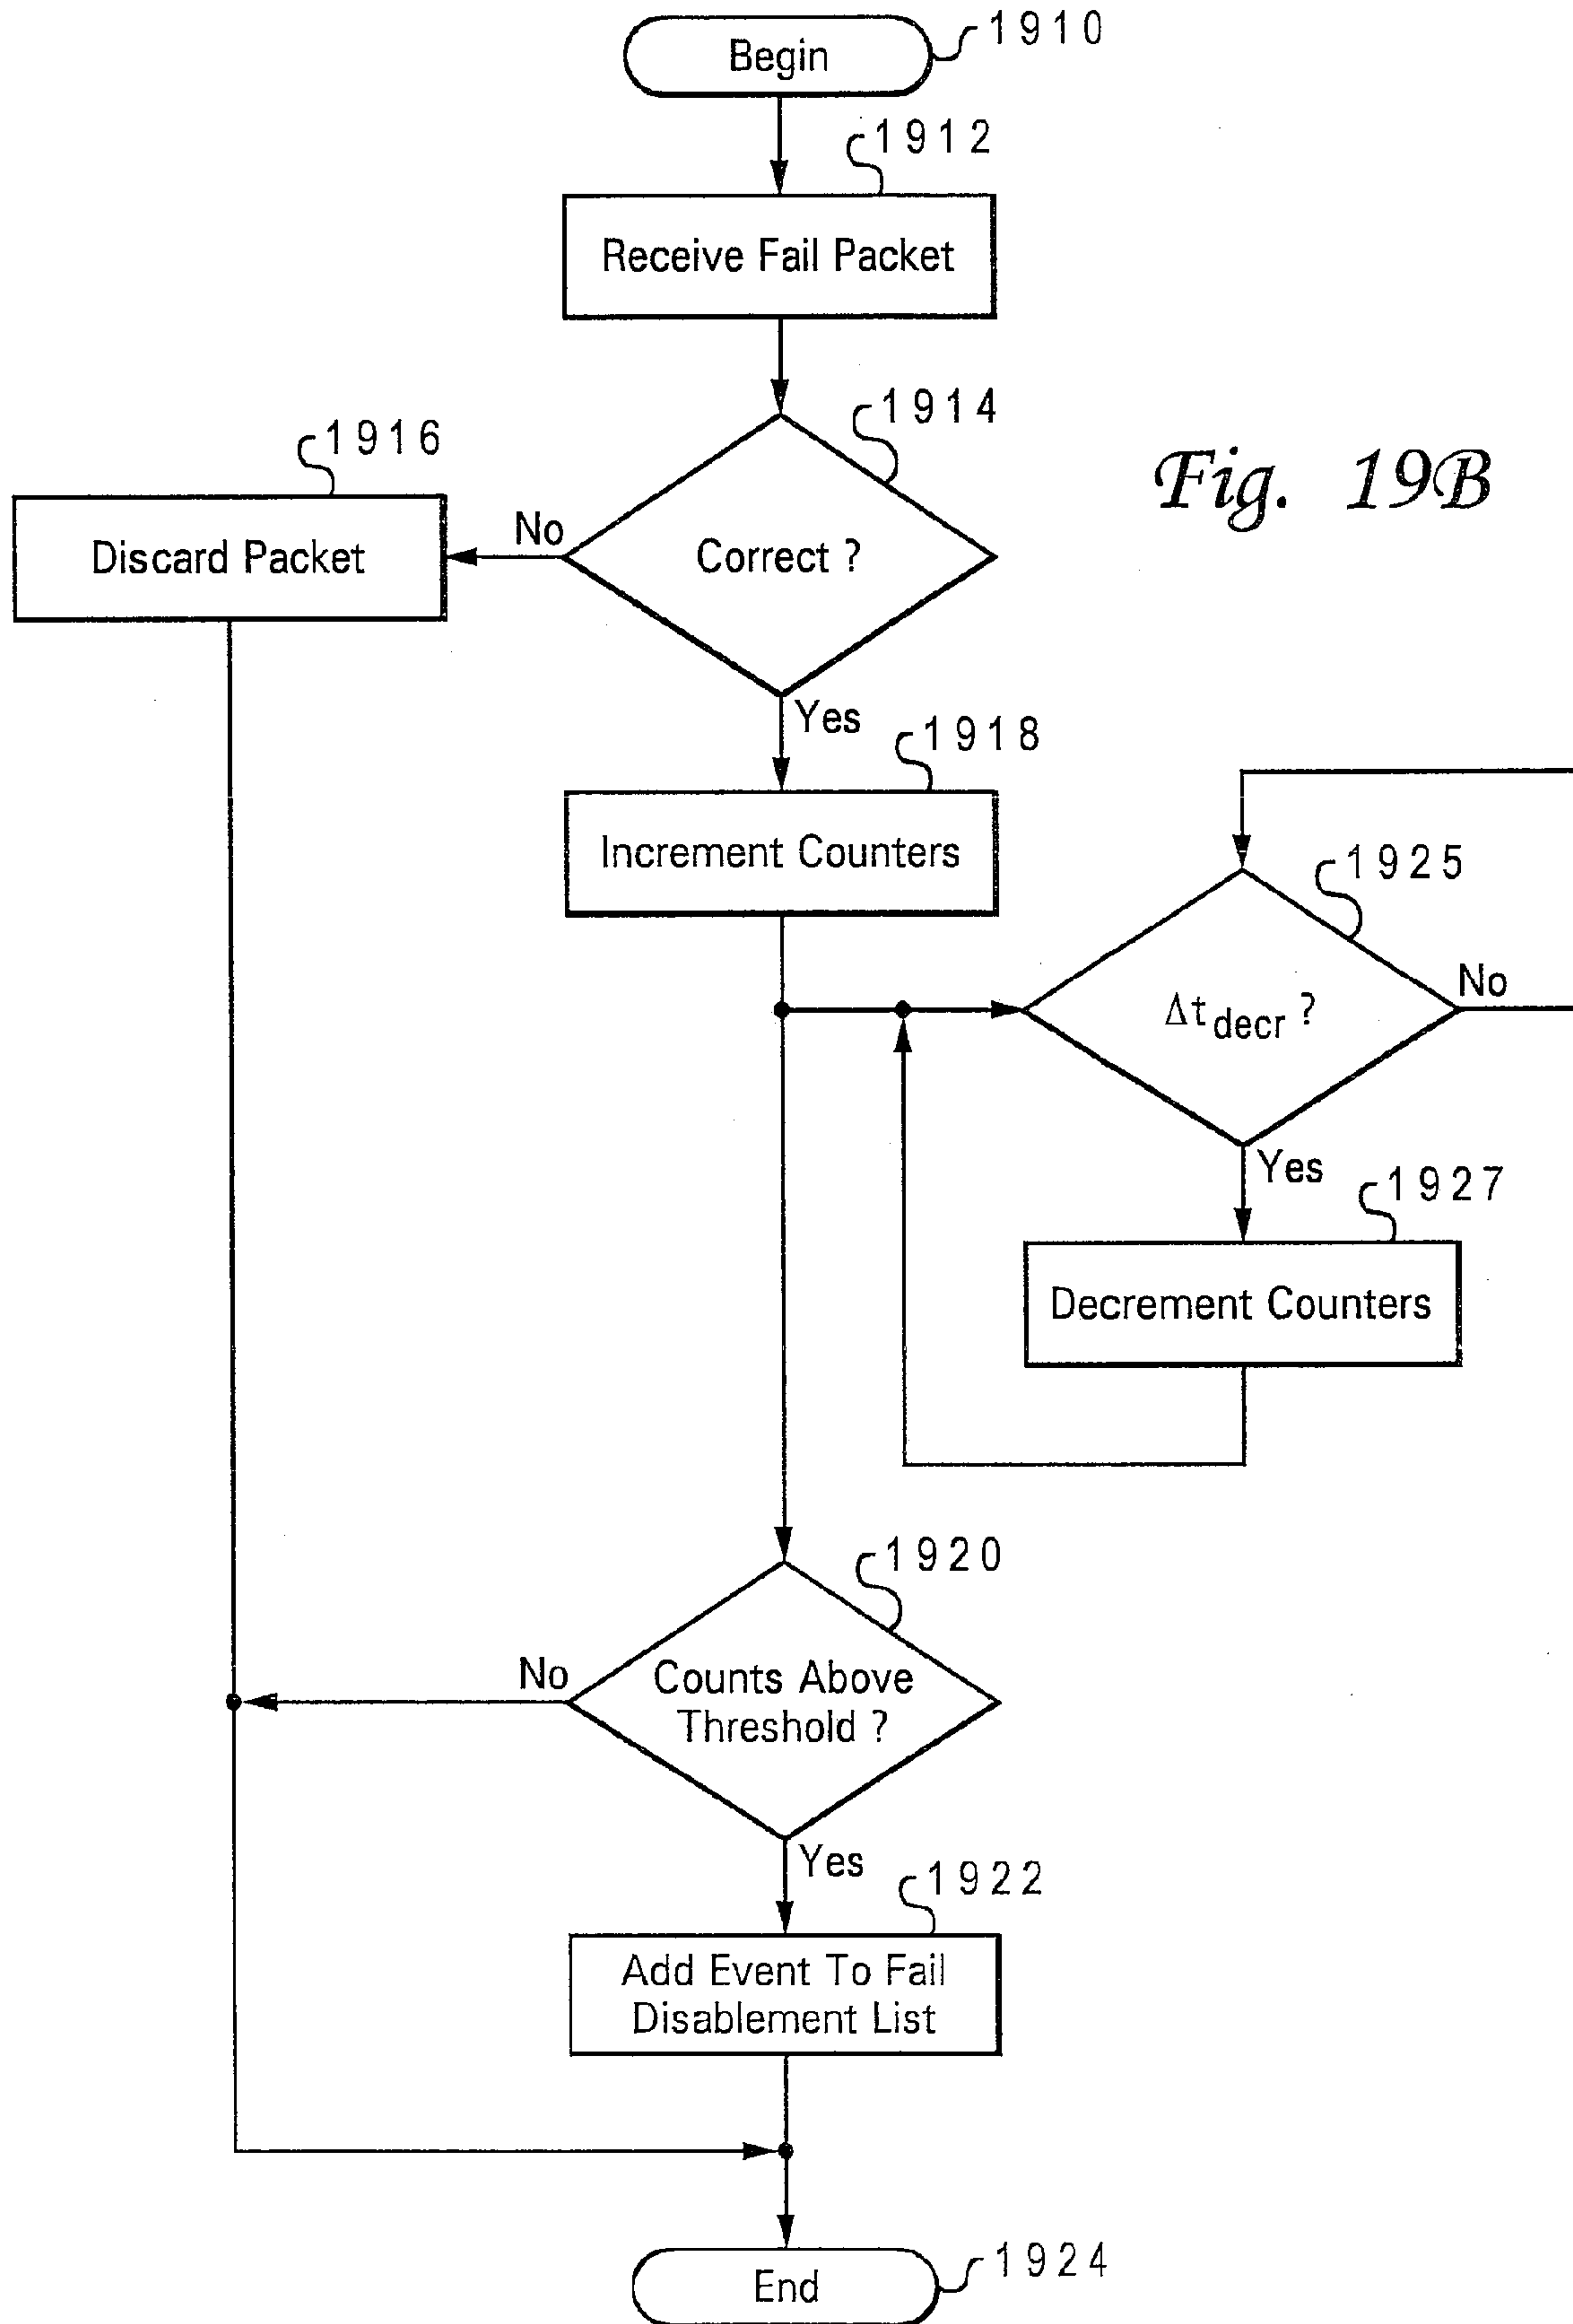 Begin
1910
1912
Receive Fail Packet
1914
1916
Fig. 19B
No
Discard Packet
Correct ?
Yes
1918
Increment Counters
1925
No
Δt decr ?
Yes
1927
Decrement Counters
1920
No
Counts Above
Threshold ?
Yes
1922
Add Event To Fail
Disablement List
End
1924